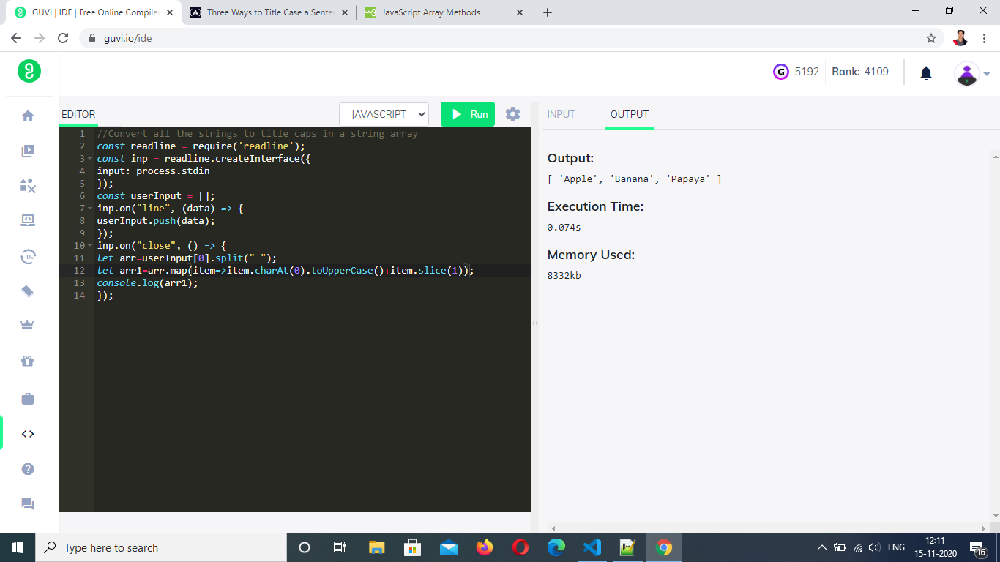 GUVI | IDE | Free Online Compiler
Three Ways to Title Case a Senten
JavaScript Array Methods
guvi.io/ide
G 5192 Rank: 4109
EDITOR
JAVASCRIPT
Run
INPUT
OUTPUT
1 //Convert all the strings to title caps in a string array
2 const readline = require('readline');
3 const inp = readline.createInterface({
4 input: process.stdin
5 });
6 const userInput = [];
7 inp.on("line", (data) => {
8 userInput.push(data);
9 });
10 inp.on("close", () => {
11 let arr=userInput[0].split(" ");
12 let arr1=arr.map(item=>item.charAt(0).toUpperCase()+item.slice(1));
13 console.log(arr1);
14 });
Output:
[ 'Apple', 'Banana', 'Papaya' ]
Execution Time:
0.074s
Memory Used:
8332kb
Type here to search
ENG
12:11
15-11-2020
16